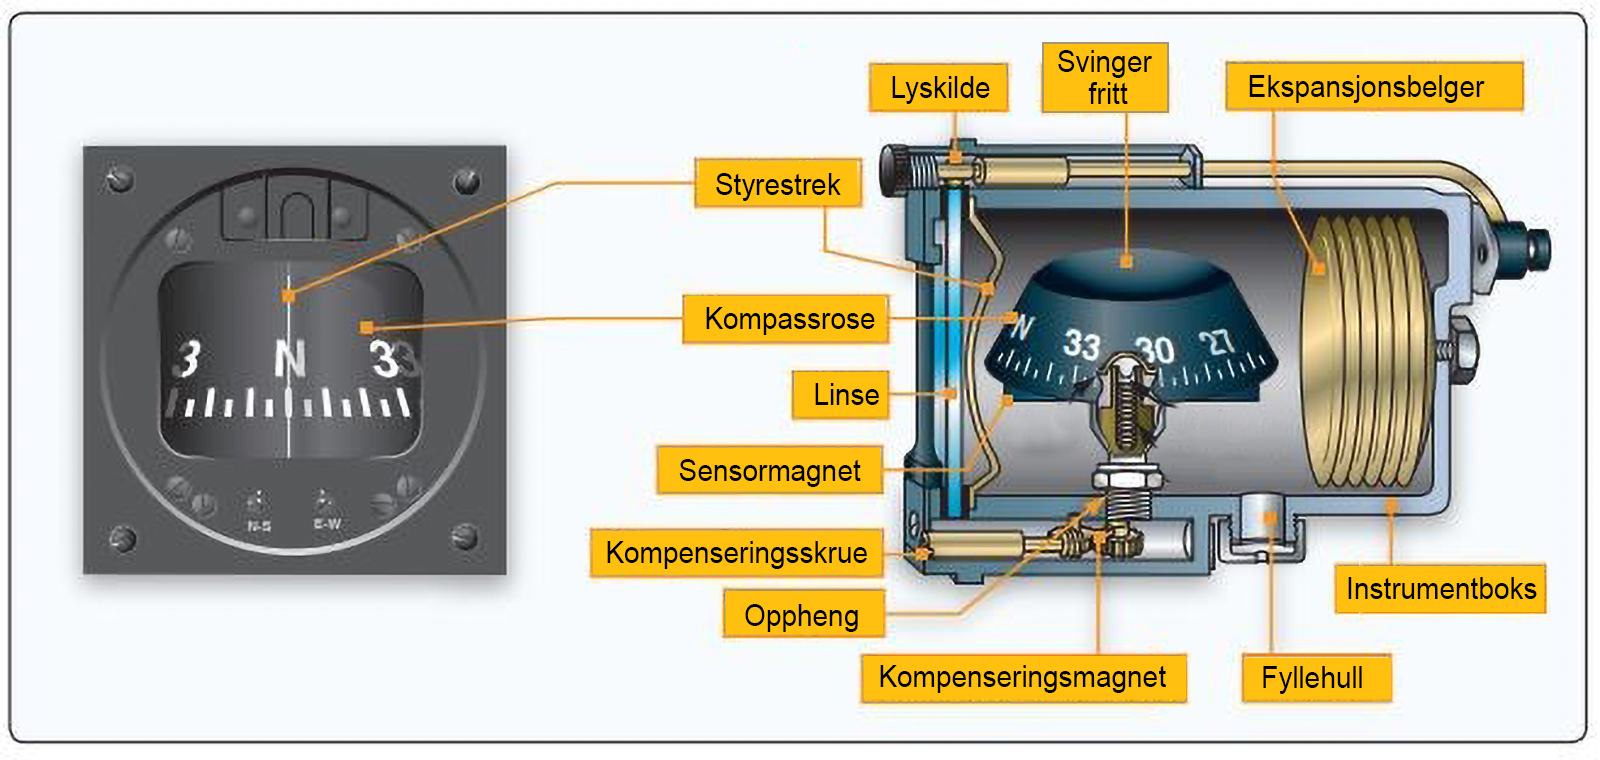 Lyskilde
Svinger
fritt
Ekspansjonsbelger
Styrestrek
Kompassrose
Linse
Sensormagnet
Kompenseringsskrue
Oppheng
Kompenseringsmagnet
Fyllehull
Instrumentboks
3 N 33
N-S E-W
N 33 30 27